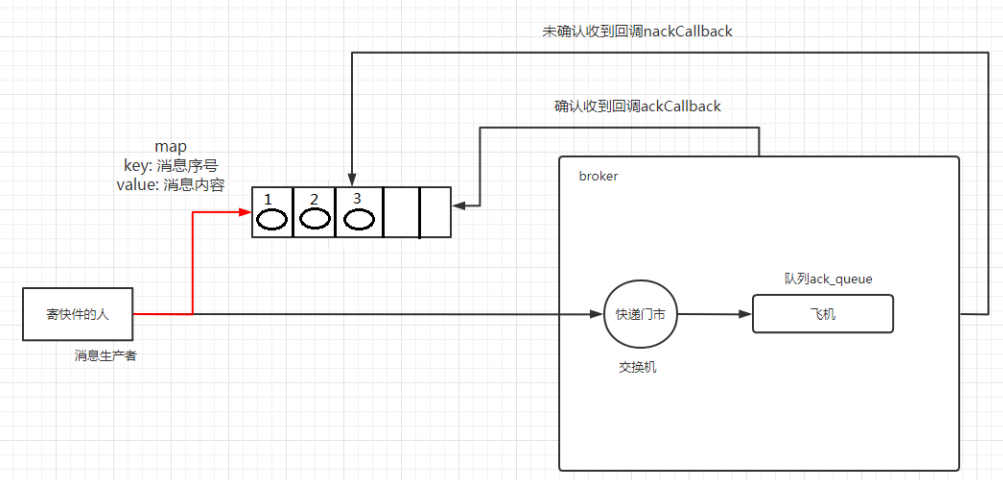 未确认收到回调nackCallback
确认收到回调ackCallback
map
key: 消息序号
value: 消息内容
broker
1
2
3
队列ack_queue
寄快件的人
快递门市
飞机
消息生产者
交换机